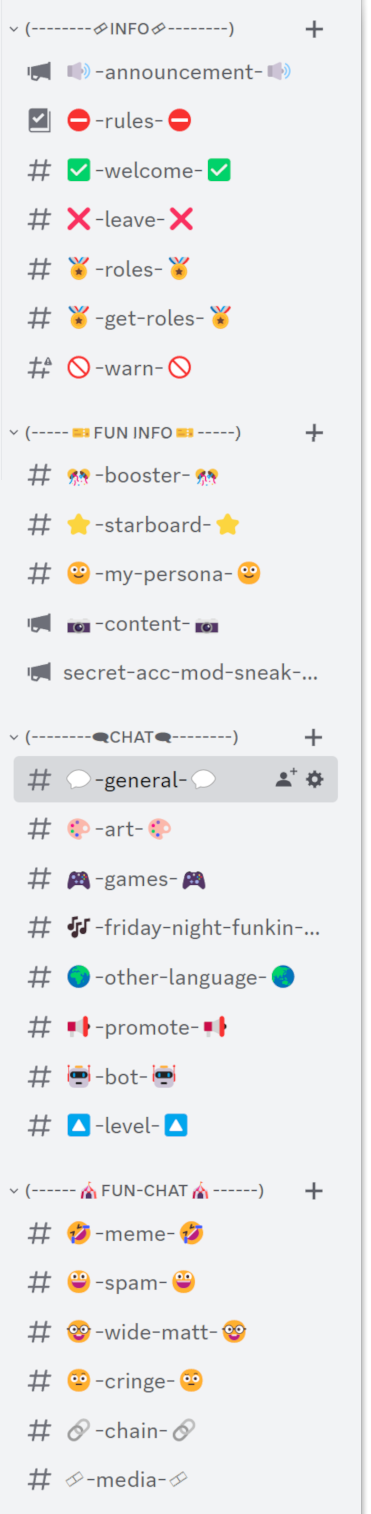 (--------🔗INFO🔗--------)
🔊-announcement-🔊
⛔-rules-⛔
✅-welcome-✅
❌-leave-❌
🏅-roles-🏅
🏅-get-roles-🏅
🚫-warn-🚫
(-----🎫FUN INFO🎫-----)
🎊-booster-🎊
⭐-starboard-⭐
🙂-my-persona-🙂
📷-content-📷
secret-acc-mod-sneak-...
(--------🗨CHAT🗨--------)
💬-general-💬
🎨-art-🎨
🎮-games-🎮
🎶-friday-night-funkin-...
🌍-other-language-🌏
📢-promote-📢
🤖-bot-🤖
🔼-level-🔼
(------🎪FUN-CHAT🎪------)
🤣-meme-🤣
😀-spam-😀
🤓-wide-matt-🤓
😳-cringe-😳
🔗-chain-🔗
🔗-media-🔗